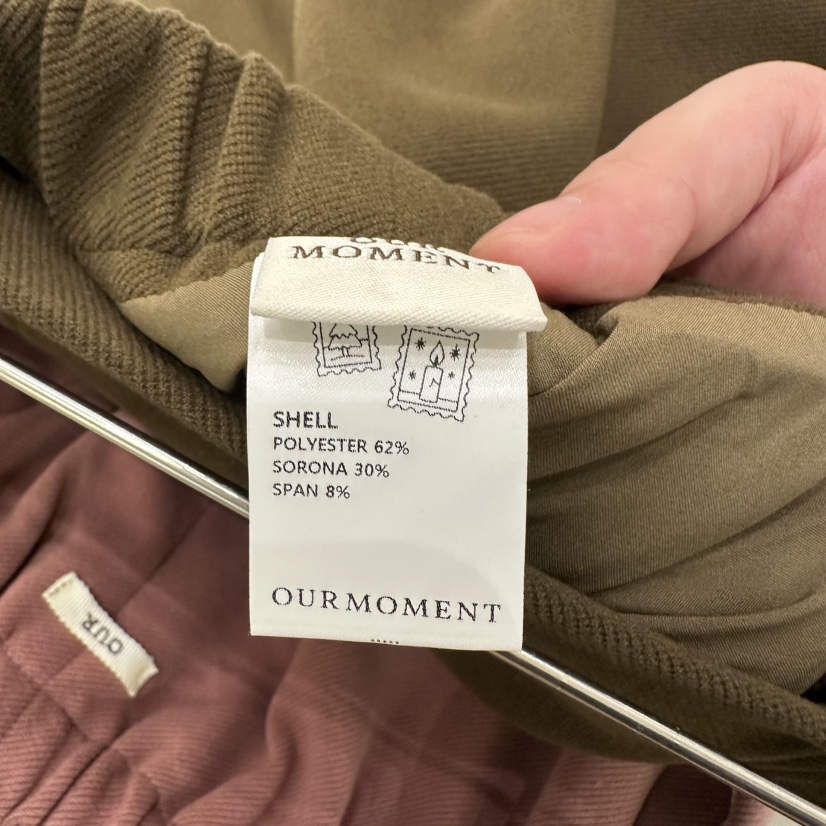 MOMENT
SHELL
POLYESTER 62%
SORONA 30%
SPAN 8%
OURMOMENT
OUR